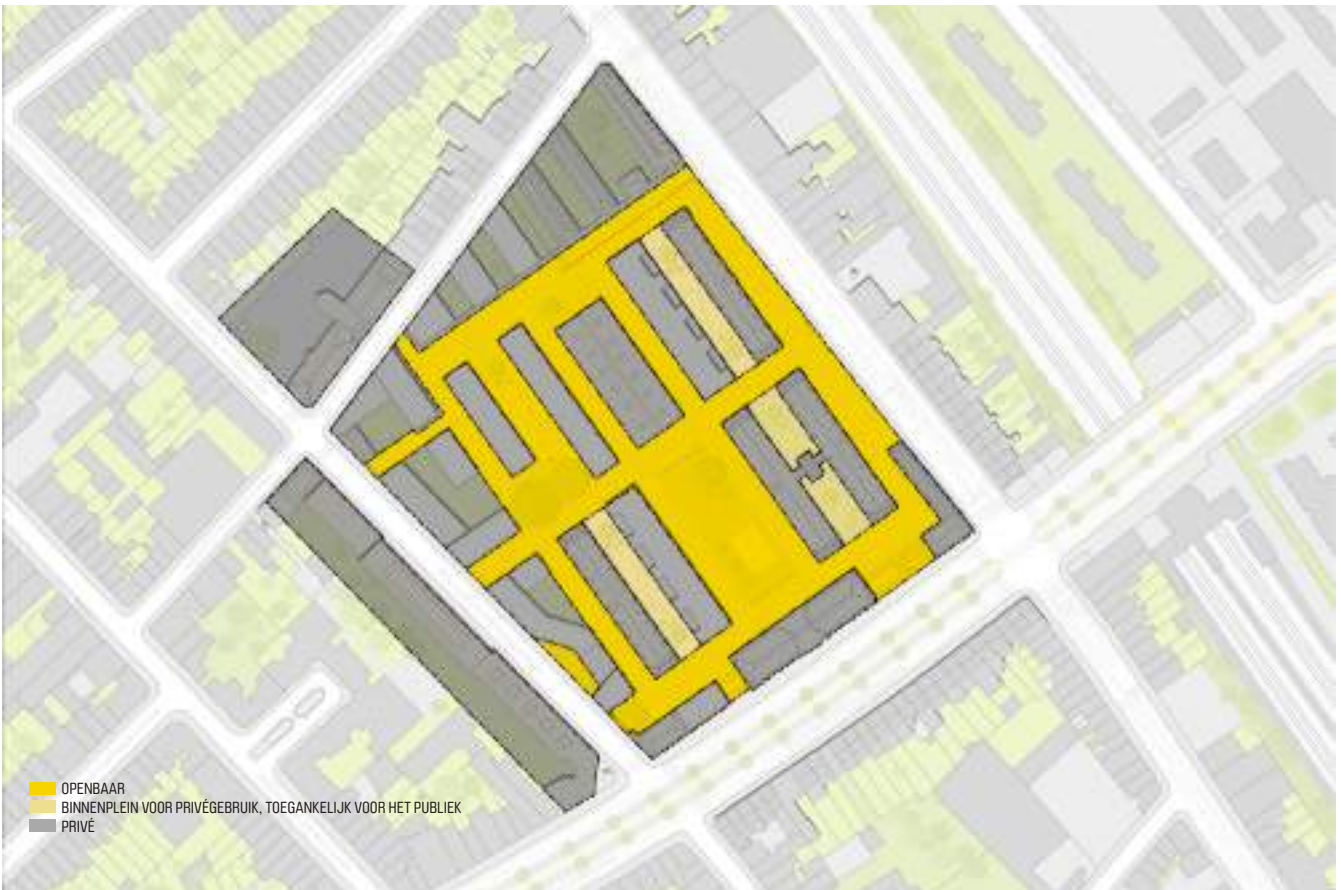 OPENBAAR
BINNENPLEIN VOOR PRIVÉGEBRUIK, TOEGANKELIJK VOOR HET PUBLIEK
PRIVÉ